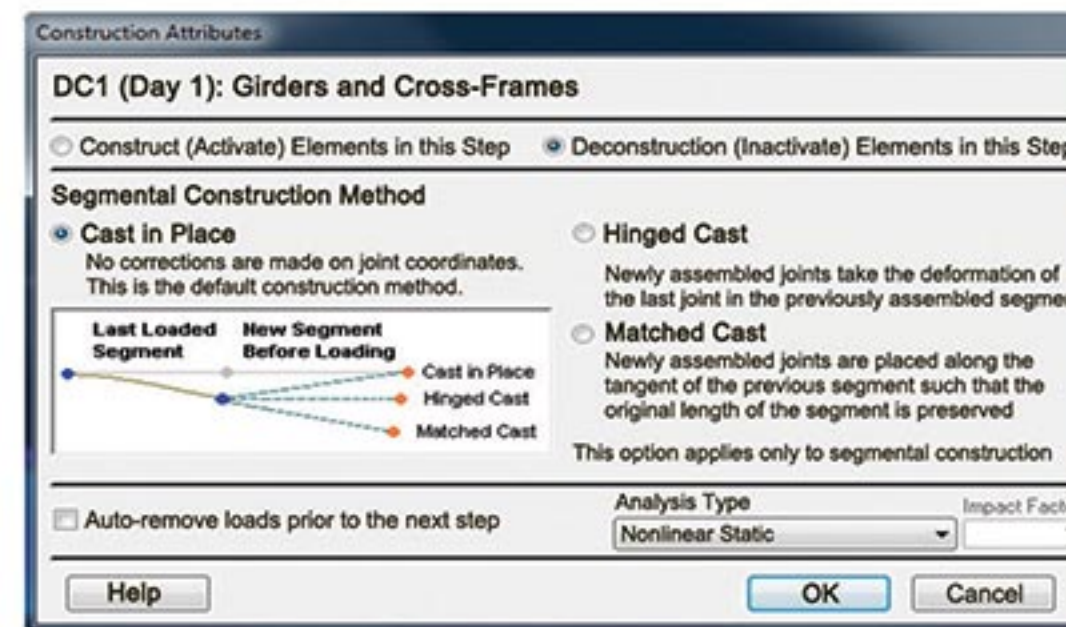 Construction Attributes
DC1 (Day 1): Girders and Cross-Frames
Construct (Activate) Elements in this Step
Deconstruction (Inactivate) Elements in this Step
Segmental Construction Method
Cast in Place
No corrections are made on joint coordinates.
This is the default construction method.
Last Loaded
Segment
New Segment
Before Loading
Cast in Place
Hinged Cast
Matched Cast
Hinged Cast
Newly assembled joints take the deformation of
the last joint in the previously assembled
Matched Cast
Newly assembled joints are placed along the
tangent of the previous segment such that the
original length of the segment is preserved
This option applies only to segmental construction
Auto-remove loads prior to the next step
Analysis Type
Nonlinear Static
Impact
Help
OK
Cancel